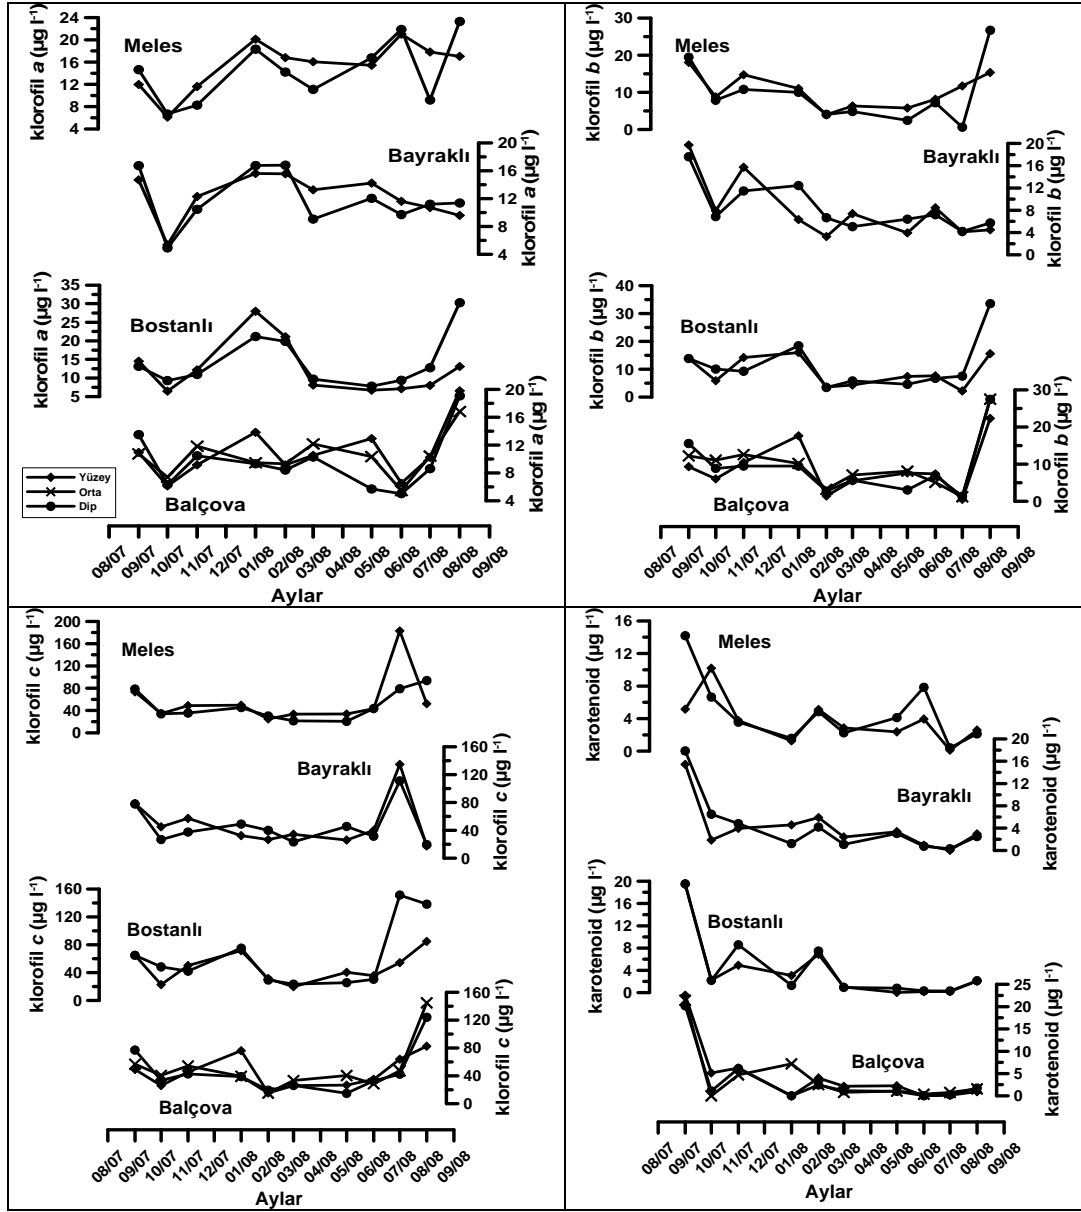 klorofil a (µg l-1)
24
20
16
12
8
4
Meles
Bayraklı
klorofil a (µg l-1)
20
16
12
8
4
klorofil a (µg l-1)
35
30
25
20
15
10
5
Bostanlı
klorofil a (µg l-1)
20
16
12
8
4
Yüzey
Orta
Dip
Balçova
08/07 09/07 10/07 11/07 12/07 01/08 02/08 03/08 04/08 05/08 06/08 07/08 08/08 09/08
Aylar
klorofil b (µg l-1)
30
20
10
0
Meles
Bayraklı
klorofil b (µg l-1)
20
16
12
8
4
0
klorofil b (µg l-1)
40
30
20
10
0
Bostanlı
klorofil b (µg l-1)
30
20
10
0
Balçova
08/07 09/07 10/07 11/07 12/07 01/08 02/08 03/08 04/08 05/08 06/08 07/08 08/08 09/08
Aylar
klorofil c (µg l-1)
200
160
120
80
40
0
Meles
Bayraklı
klorofil c (µg l-1)
160
120
80
40
0
klorofil c (µg l-1)
160
120
80
40
0
Bostanlı
klorofil c (µg l-1)
160
120
80
40
0
Balçova
08/07 09/07 10/07 11/07 12/07 01/08 02/08 03/08 04/08 05/08 06/08 07/08 08/08 09/08
Aylar
karotenoid (µg l-1)
16
12
8
4
0
Meles
Bayraklı
karotenoid (µg l-1)
20
16
12
8
4
0
karotenoid (µg l-1)
20
16
12
8
4
0
Bostanlı
karotenoid (µg l-1)
25
20
15
10
5
0
Balçova
08/07 09/07 10/07 11/07 12/07 01/08 02/08 03/08 04/08 05/08 06/08 07/08 08/08 09/08
Aylar